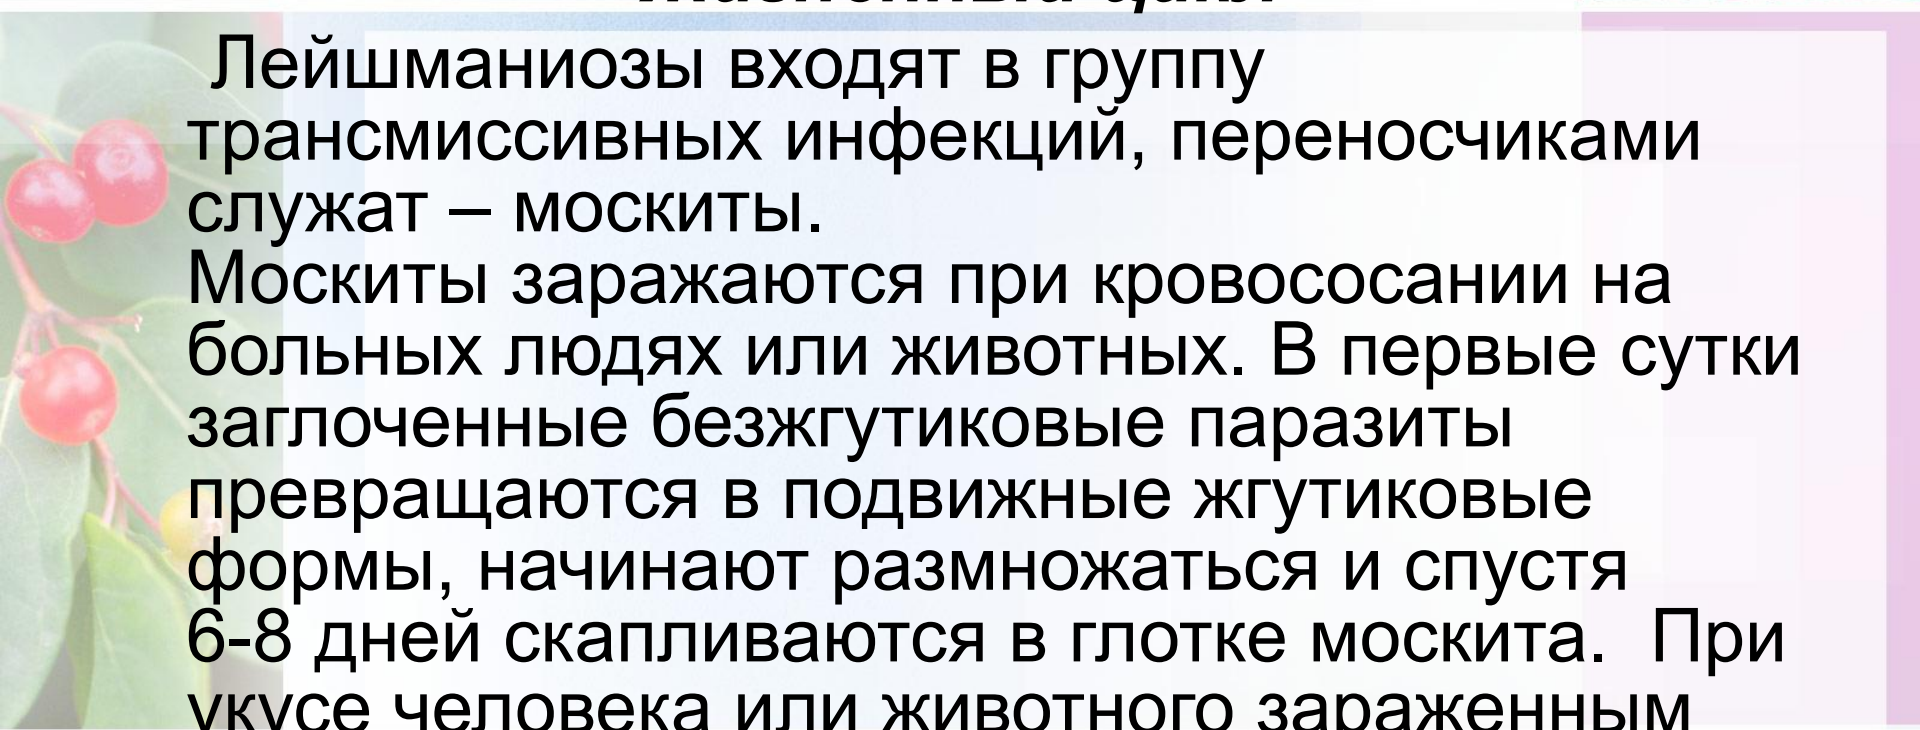 Жизненный цикл
Лейшманиозы входят в группу
трансмиссивных инфекций, переносчиками
служат – москиты.
Москиты заражаются при кровососании на
больных людях или животных. В первые сутки
заглоченные безжгутиковые паразиты
превращаются в подвижные жгутиковые
формы, начинают размножаться и спустя
6-8 дней скапливаются в глотке москита.  При
укусе человека или животного зараженным